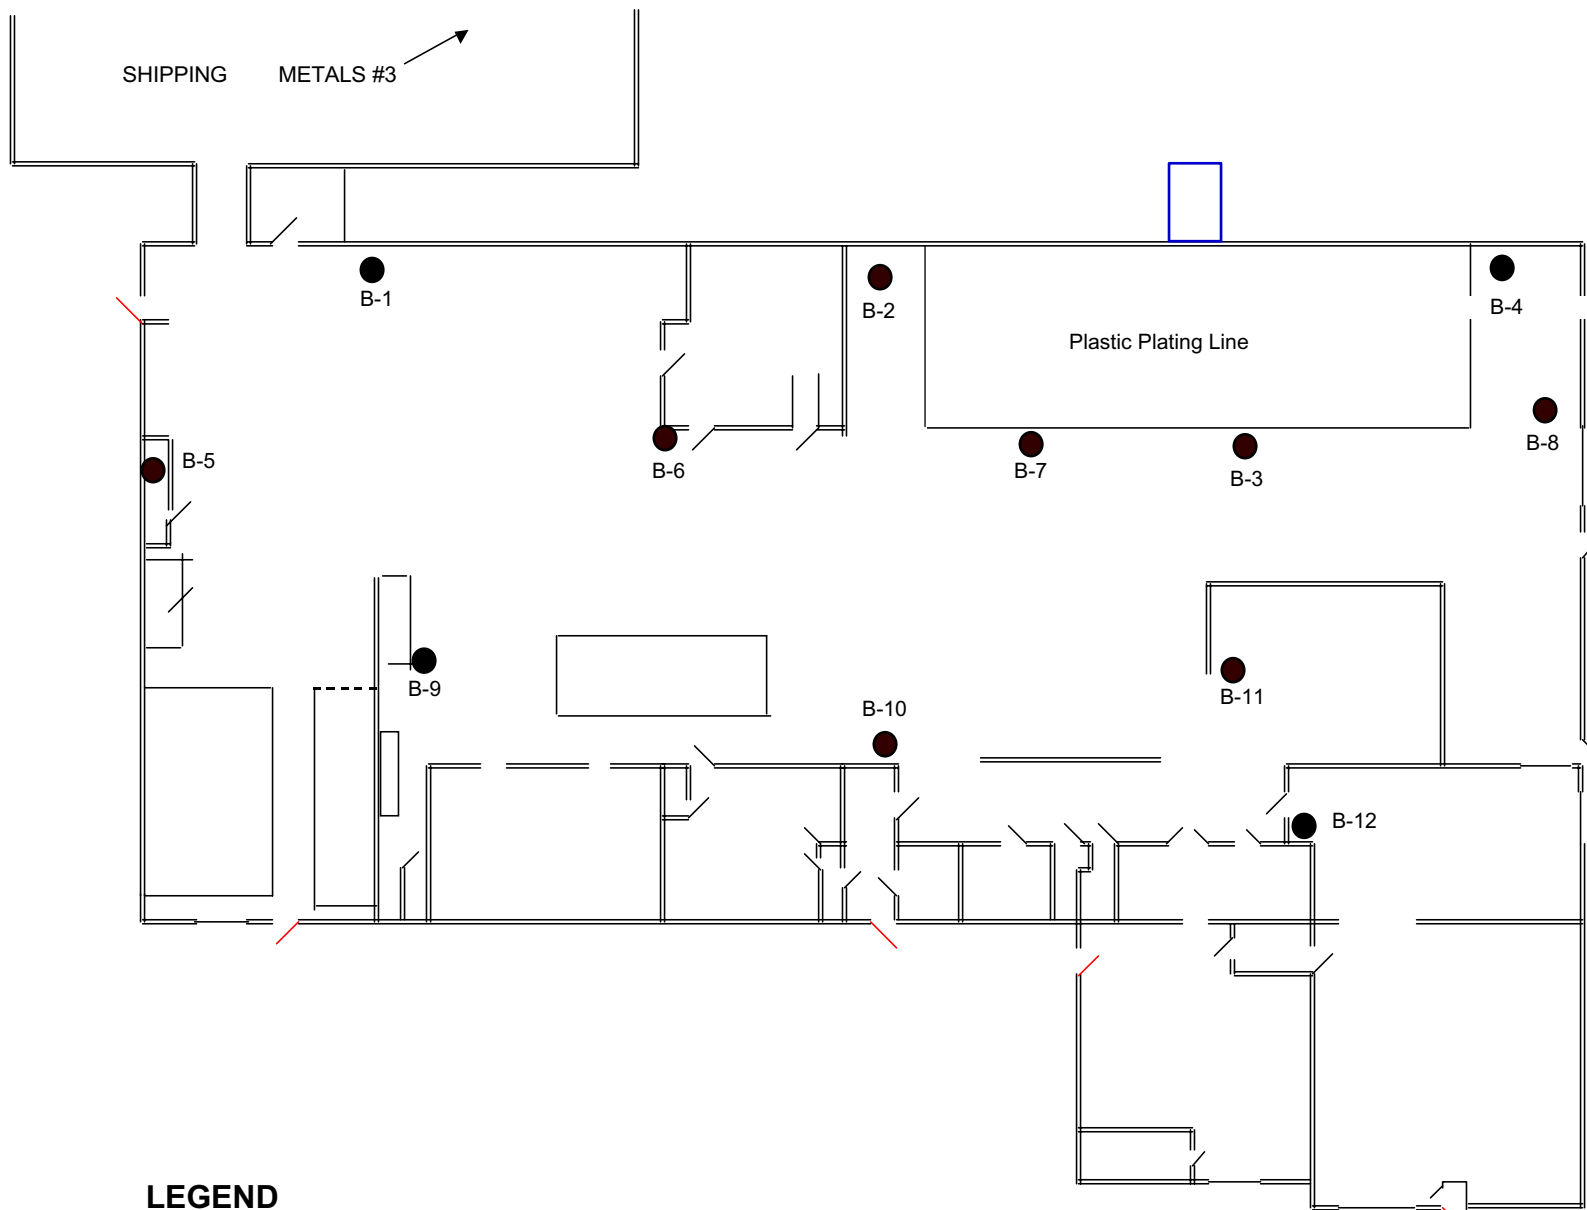 SHIPPING METALS #3
B-1
B-2
B-4
Plastic Plating Line
B-8
B-5
B-6
B-7
B-3
B-9
B-11
B-10
B-12
LEGEND